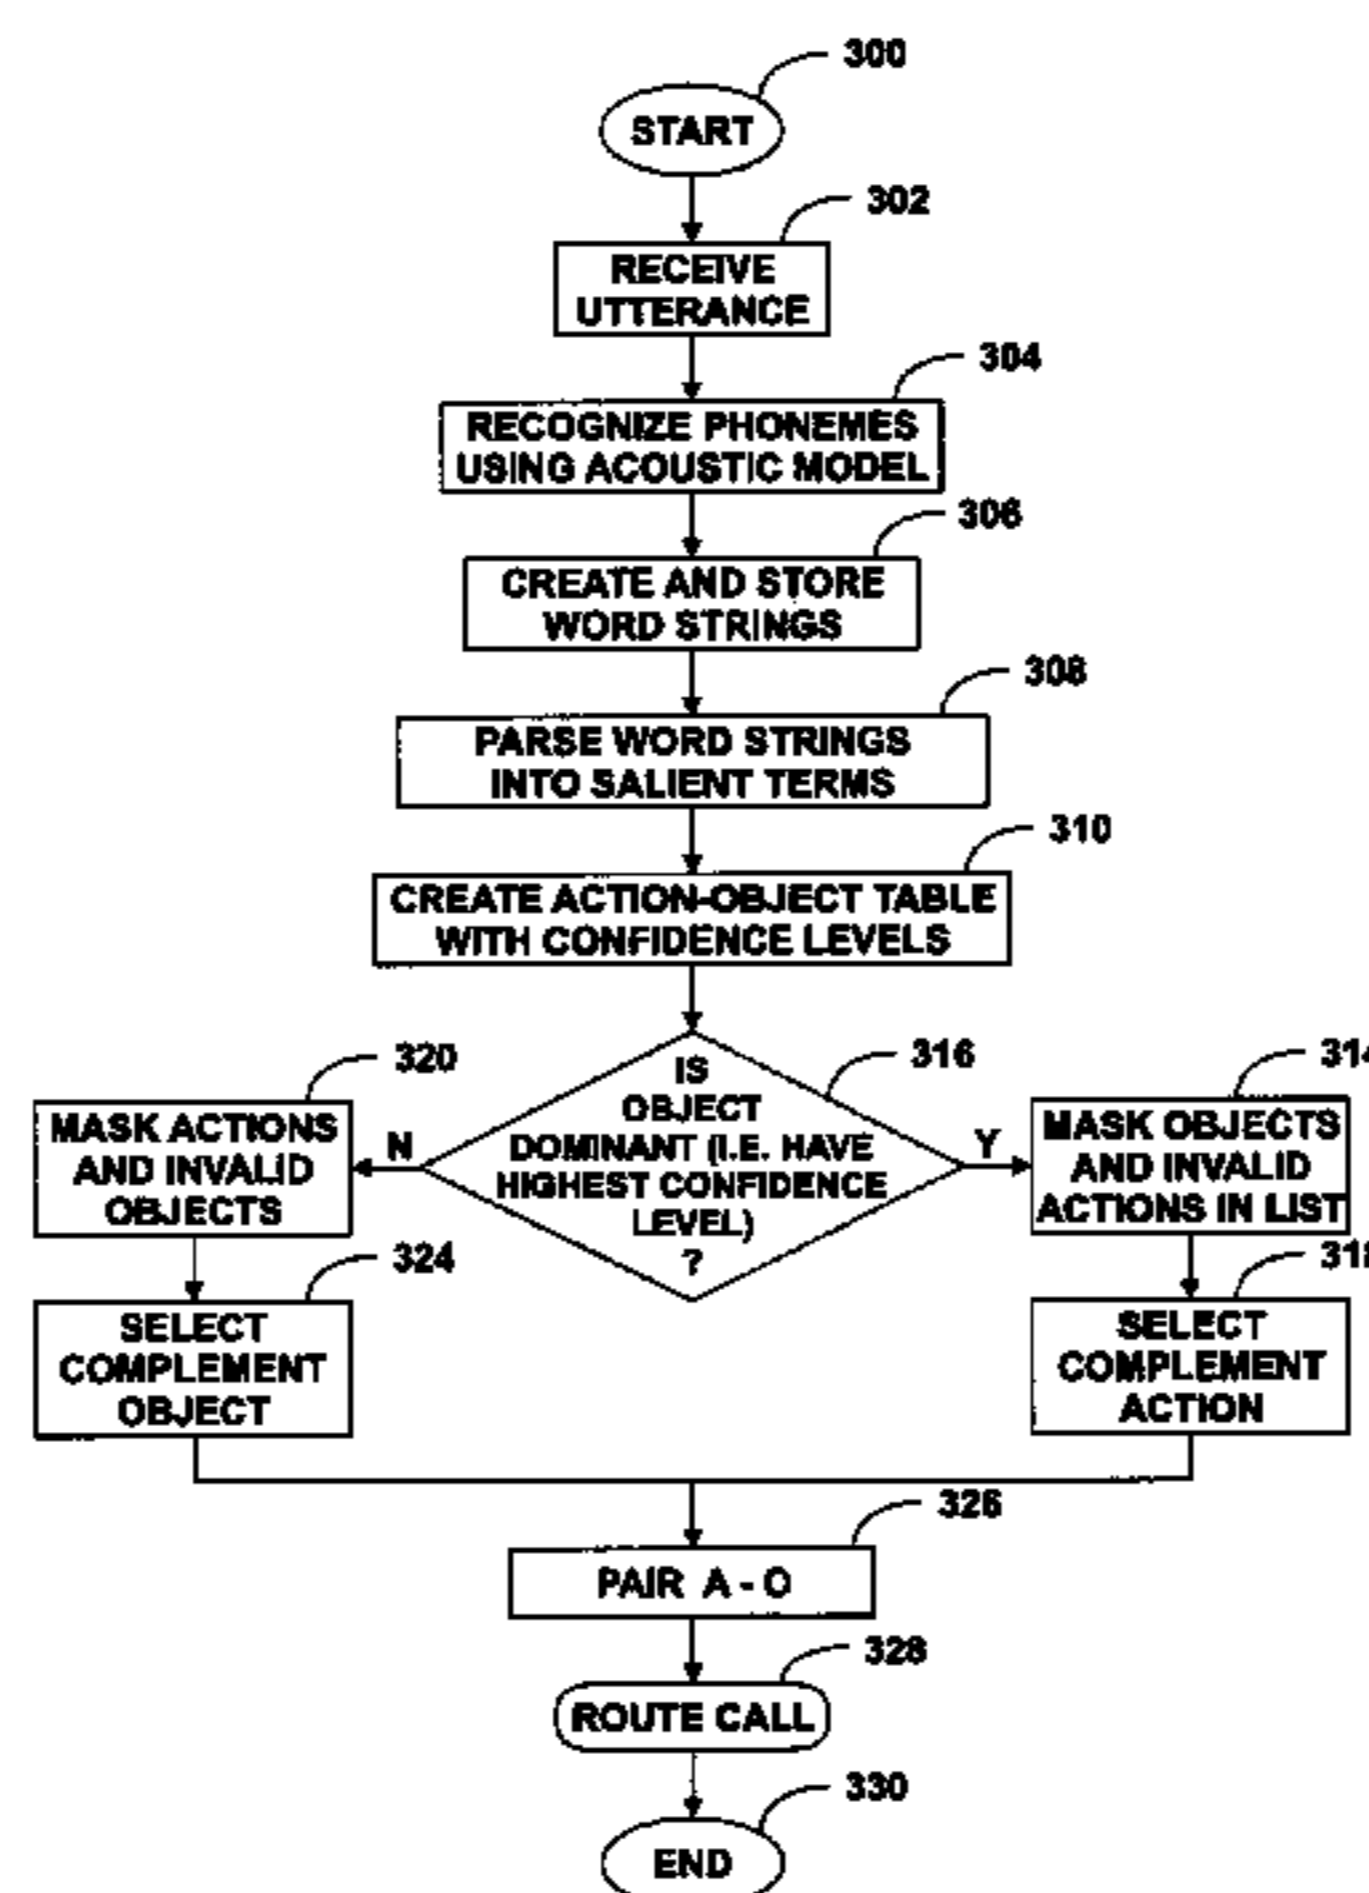 300
START
302
RECEIVE
UTTERANCE
304
RECOGNIZE PHONEMES
USING ACOUSTIC MODEL
306
CREATE AND STORE
WORD STRINGS
308
PARSE WORD STRINGS
INTO SALIENT TERMS
310
CREATE ACTION-OBJECT TABLE
WITH CONFIDENCE LEVELS
316
IS
OBJECT
DOMINANT (I.E. HAVE
HIGHEST CONFIDENCE
LEVEL)
?
N
Y
320
MASK ACTIONS
AND INVALID
OBJECTS
324
SELECT
COMPLEMENT
OBJECT
314
MASK OBJECTS
AND INVALID
ACTIONS IN LIST
318
SELECT
COMPLEMENT
ACTION
326
PAIR A - O
328
ROUTE CALL
330
END